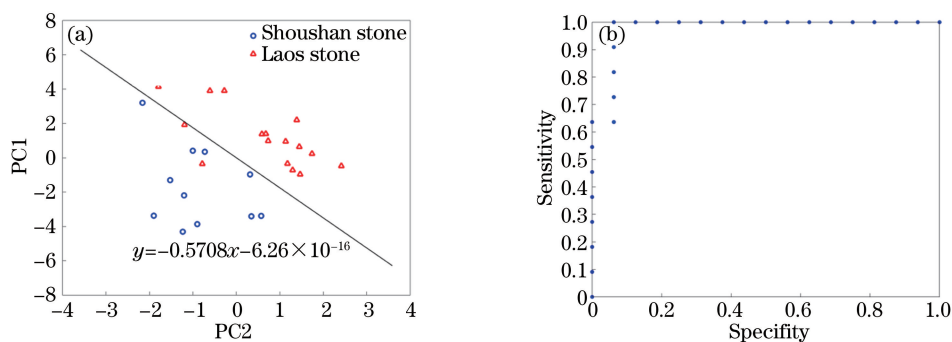 (a)
Shoushan stone
Laos stone
8
6
4
2
0
−2
−4
−6
−8
PC1
y=−0.5708x−6.26×10⁻¹⁶
−4 −3 −2 −1 0 1 2 3 4
PC2
(b)
1.0
0.9
0.8
0.7
0.6
0.5
0.4
0.3
0.2
0.1
0
Sensitivity
0 0.2 0.4 0.6 0.8 1.0
Specifity